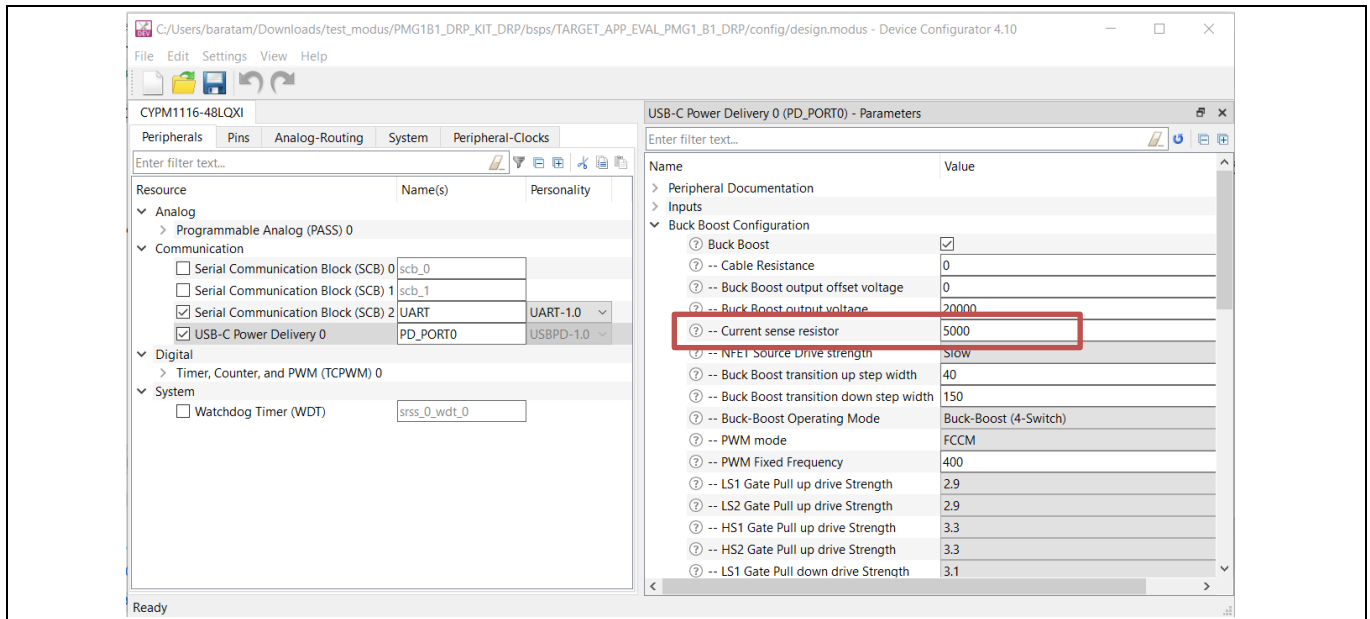 C:/Users/baratam/Downloads/test_modus/PMG1B1_DRP_KIT_DRP/bsps/TARGET_APP_EVAL_PMG1_B1_DRP/config/design.modus - Device Configurator 4.10
File Edit Settings View Help
CYPM1116-48LQXI
Peripherals Pins Analog-Routing System Peripheral-Clocks
Enter filter text...
Resource Name(s) Personality
Analog
Programmable Analog (PASS) 0
Communication
Serial Communication Block (SCB) 0 scb_0
Serial Communication Block (SCB) 1 scb_1
Serial Communication Block (SCB) 2 UART UART-1.0
USB-C Power Delivery 0 PD_PORT0 USBPD-1.0
Digital
Timer, Counter, and PWM (TCPWM) 0
System
Watchdog Timer (WDT) srss_0_wdt_0
USB-C Power Delivery 0 (PD_PORT0) - Parameters
Enter filter text...
Name Value
Peripheral Documentation
Inputs
Buck Boost Configuration
Buck Boost
-- Cable Resistance 0
-- Buck Boost output offset voltage 0
-- Buck Boost output voltage 20000
-- Current sense resistor 5000
-- NFET Source Drive strength Slow
-- Buck Boost transition up step width 40
-- Buck Boost transition down step width 150
-- Buck-Boost Operating Mode Buck-Boost (4-Switch)
-- PWM mode FCCM
-- PWM Fixed Frequency 400
-- LS1 Gate Pull up drive Strength 2.9
-- LS2 Gate Pull up drive Strength 2.9
-- HS1 Gate Pull up drive Strength 3.3
-- HS2 Gate Pull up drive Strength 3.3
-- LS1 Gate Pull down drive Strength 3.1
Ready